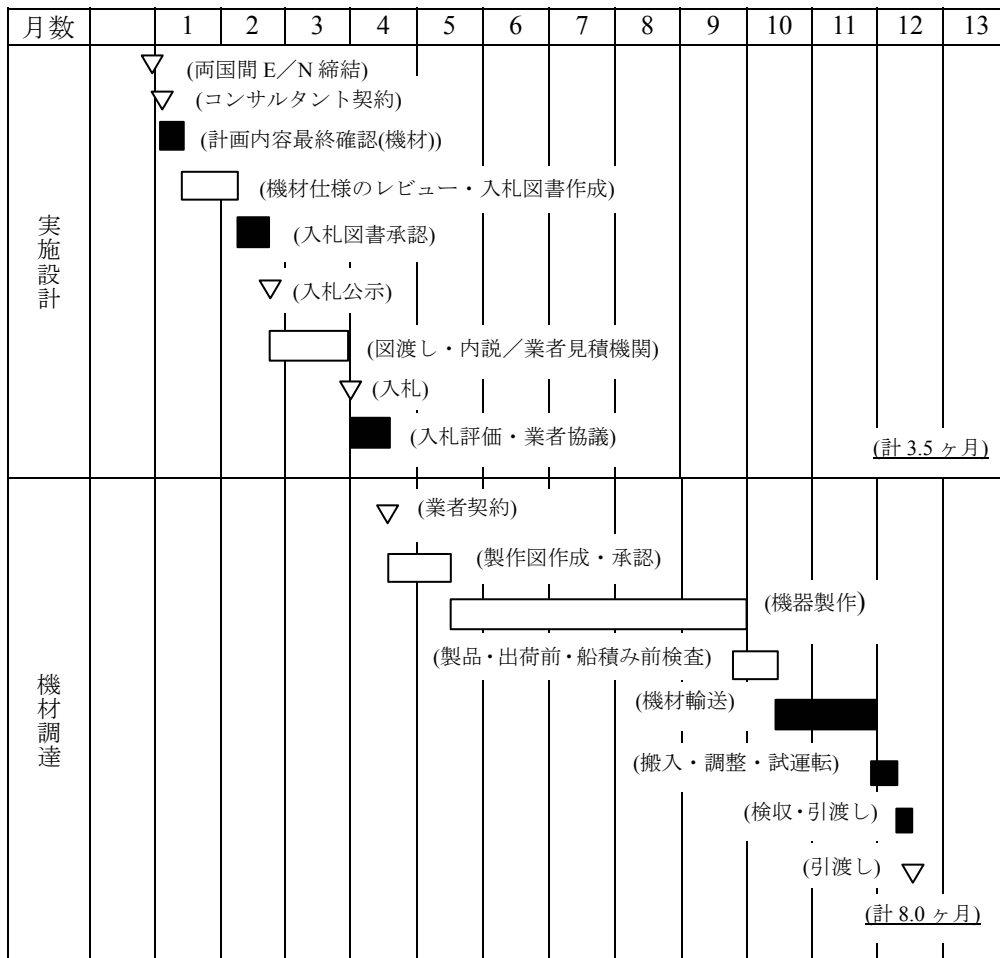 月数 1 2 3 4 5 6 7 8 9 10 11 12 13
実施設計
(両国間 E/N 締結)
(コンサルタント契約)
(計画内容最終確認(機材))
(機材仕様のレビュー・入札図書作成)
(入札図書承認)
(入札公示)
(図渡し・内説/業者見積機関)
(入札)
(入札評価・業者協議)
(計 3.5 ヶ月)
機材調達
(業者契約)
(製作図作成・承認)
(機器製作)
(製品・出荷前・船積み前検査)
(機材輸送)
(搬入・調整・試運転)
(検収・引渡し)
(引渡し)
(計 8.0 ヶ月)